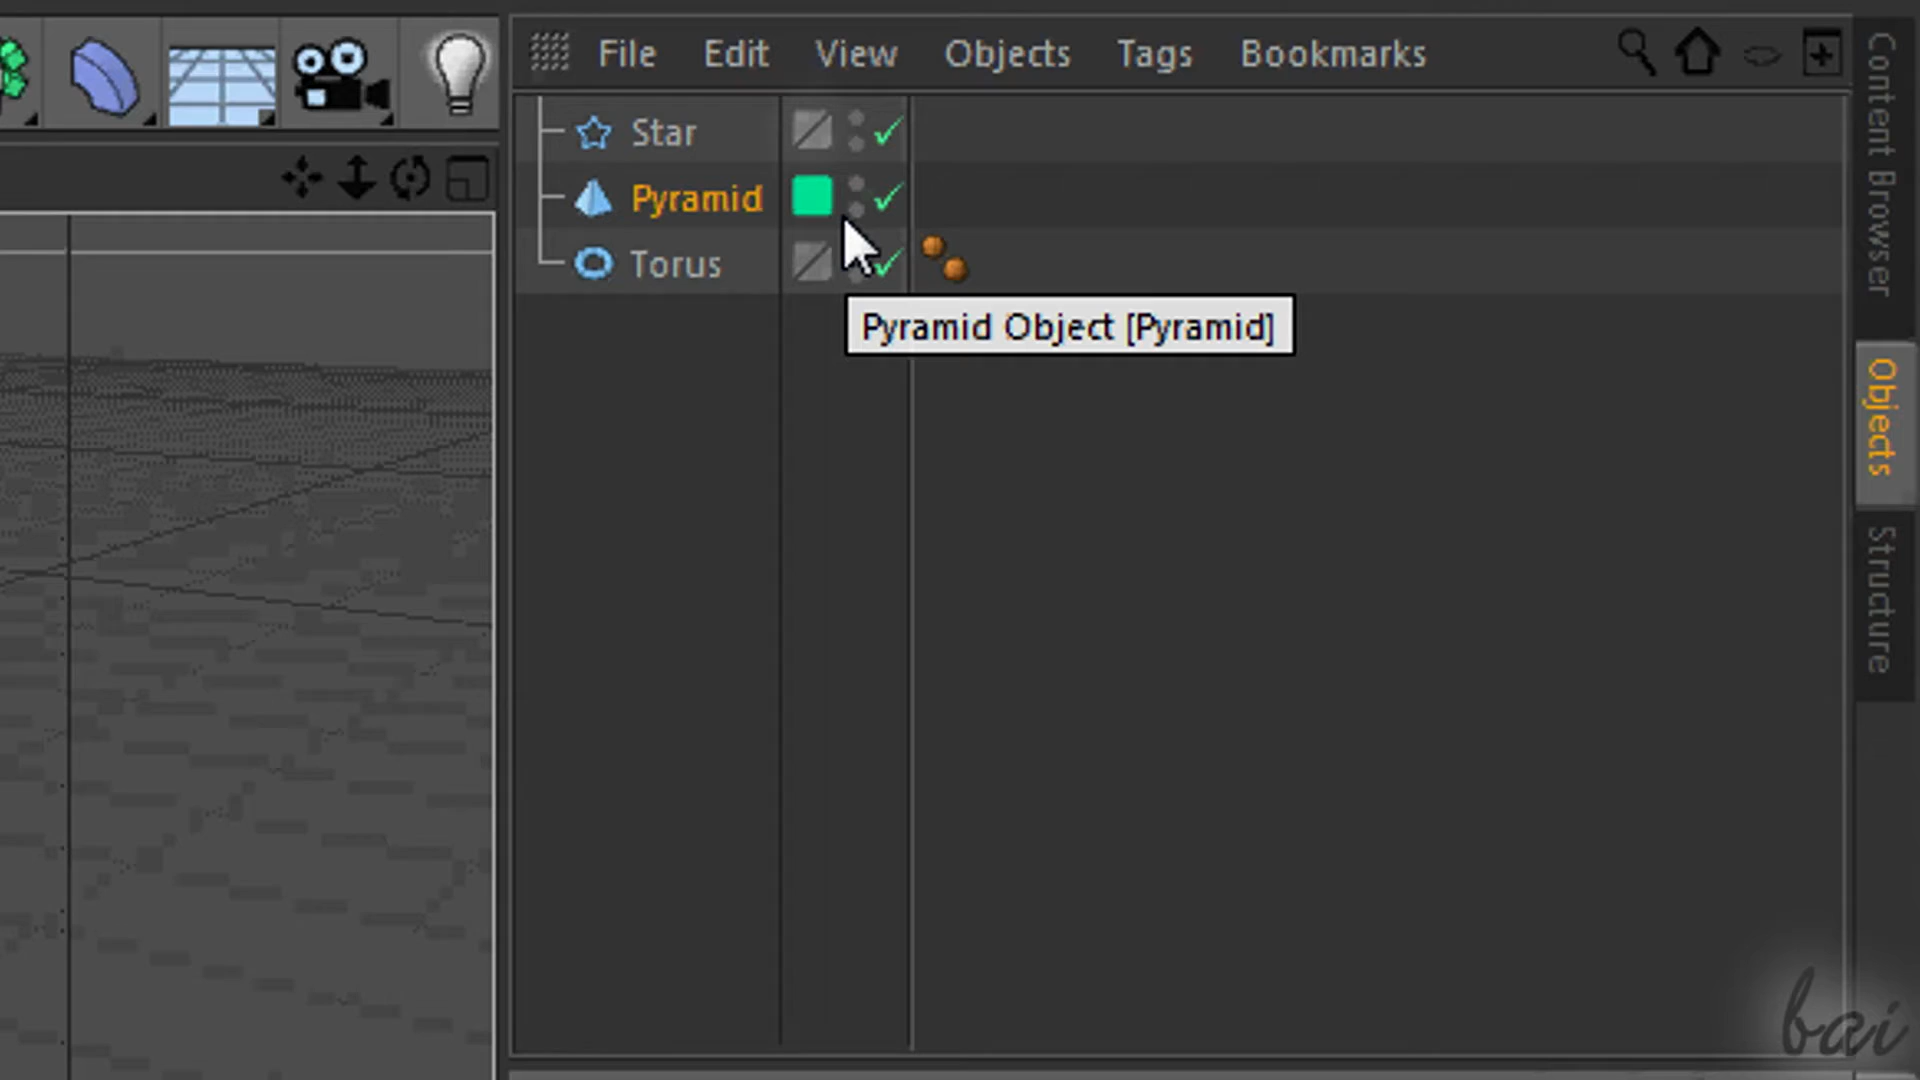 File Edit View Objects Tags Bookmarks
Star
Pyramid
Torus
Pyramid Object [Pyramid]
Content Browser
Objects
Structure
bai